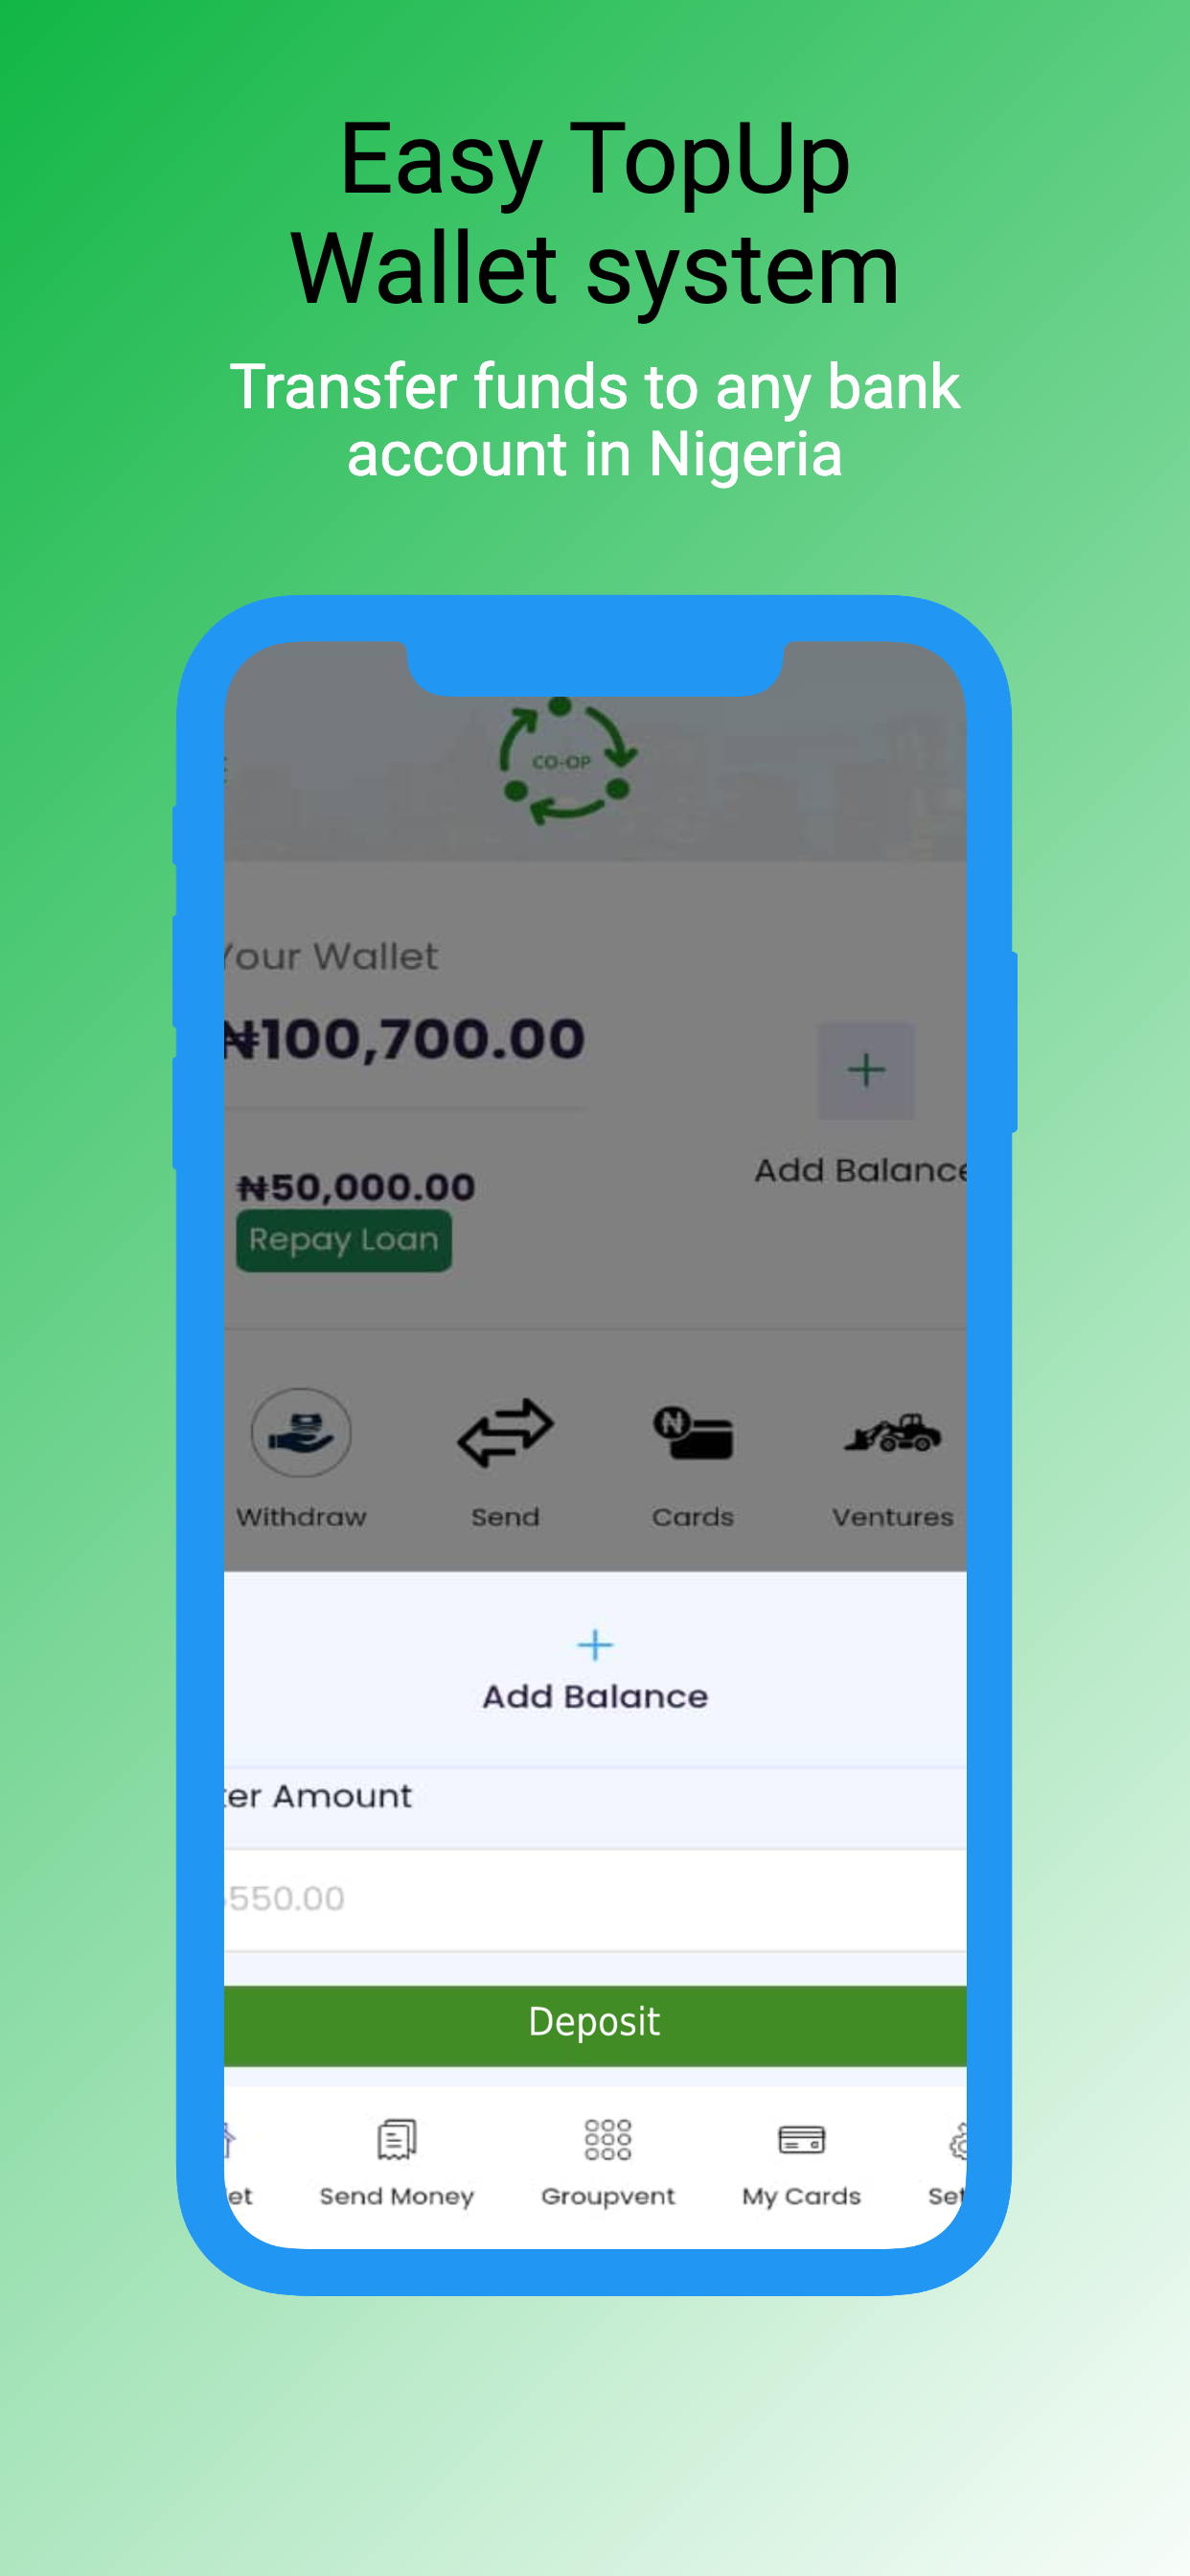 Easy TopUp
Wallet system
Transfer funds to any bank
account in Nigeria
CO-OP
Your Wallet
₦100,700.00
Add Balance
₦50,000.00
Repay Loan
Withdraw Send Cards Ventures
Add Balance
ter Amount
550.00
Deposit
et Send Money Groupvent My Cards Set